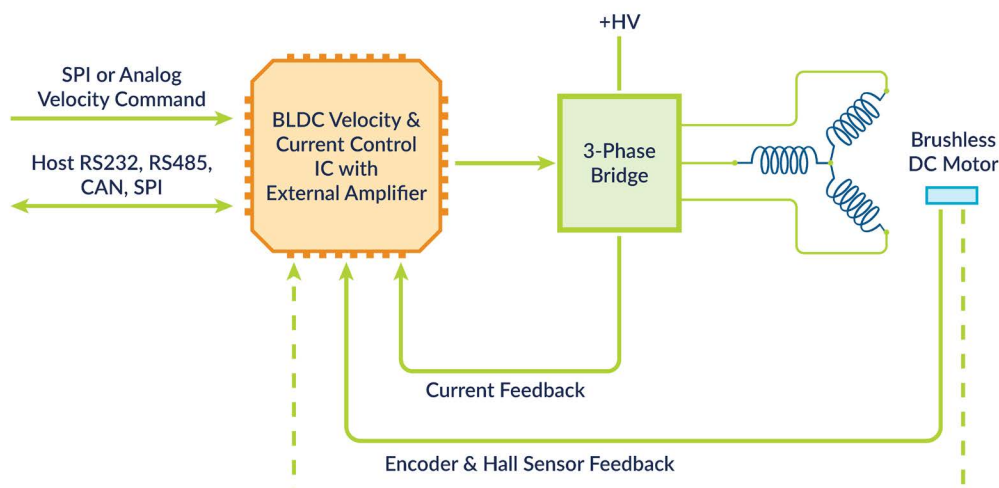 +HV
SPI or Analog
Velocity Command
BLDC Velocity &
Current Control
IC with
External Amplifier
Host RS232, RS485,
CAN, SPI
3-Phase
Bridge
Brushless
DC Motor
Current Feedback
Encoder & Hall Sensor Feedback